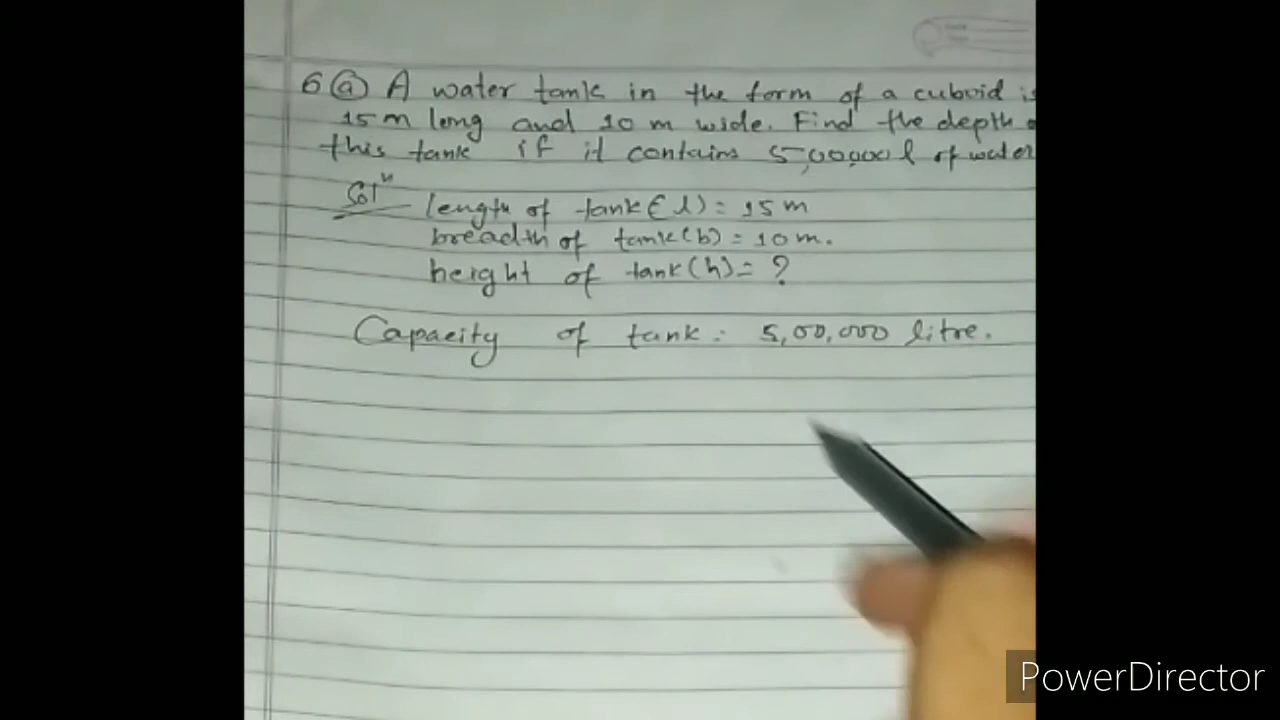 6 (a) A water tank in the form of a cuboid is
15 m long and 10 m wide. Find the depth
this tank if it contains 5,00,000 l of water
Solⁿ length of tank (l) = 15 m
breadth of tank (b) = 10 m.
height of tank (h) = ?
Capacity of tank = 5,00,000 litre.
PowerDirector